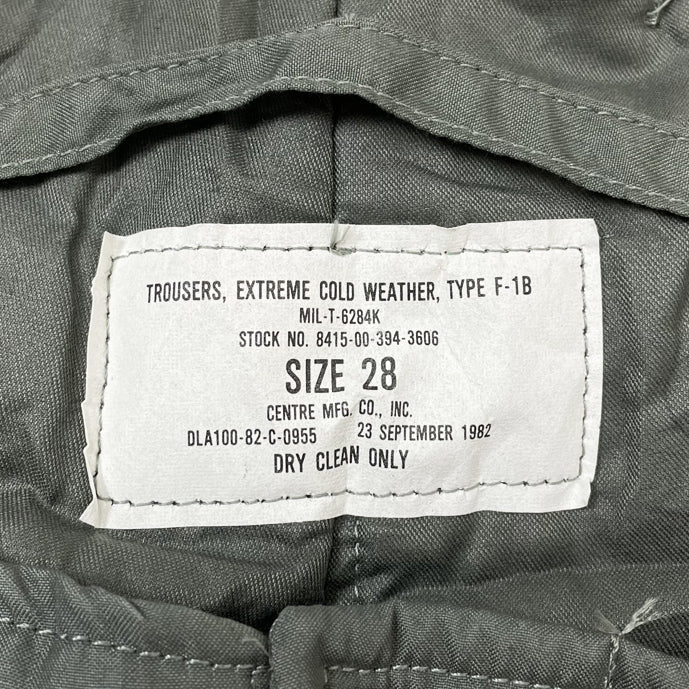 TROUSERS, EXTREME COLD WEATHER, TYPE F-1B
MIL-T-6284K
STOCK NO. 8415-00-394-3606
SIZE 28
CENTRE MFG. CO., INC.
DLA100-82-C-0955 23 SEPTEMBER 1982
DRY CLEAN ONLY